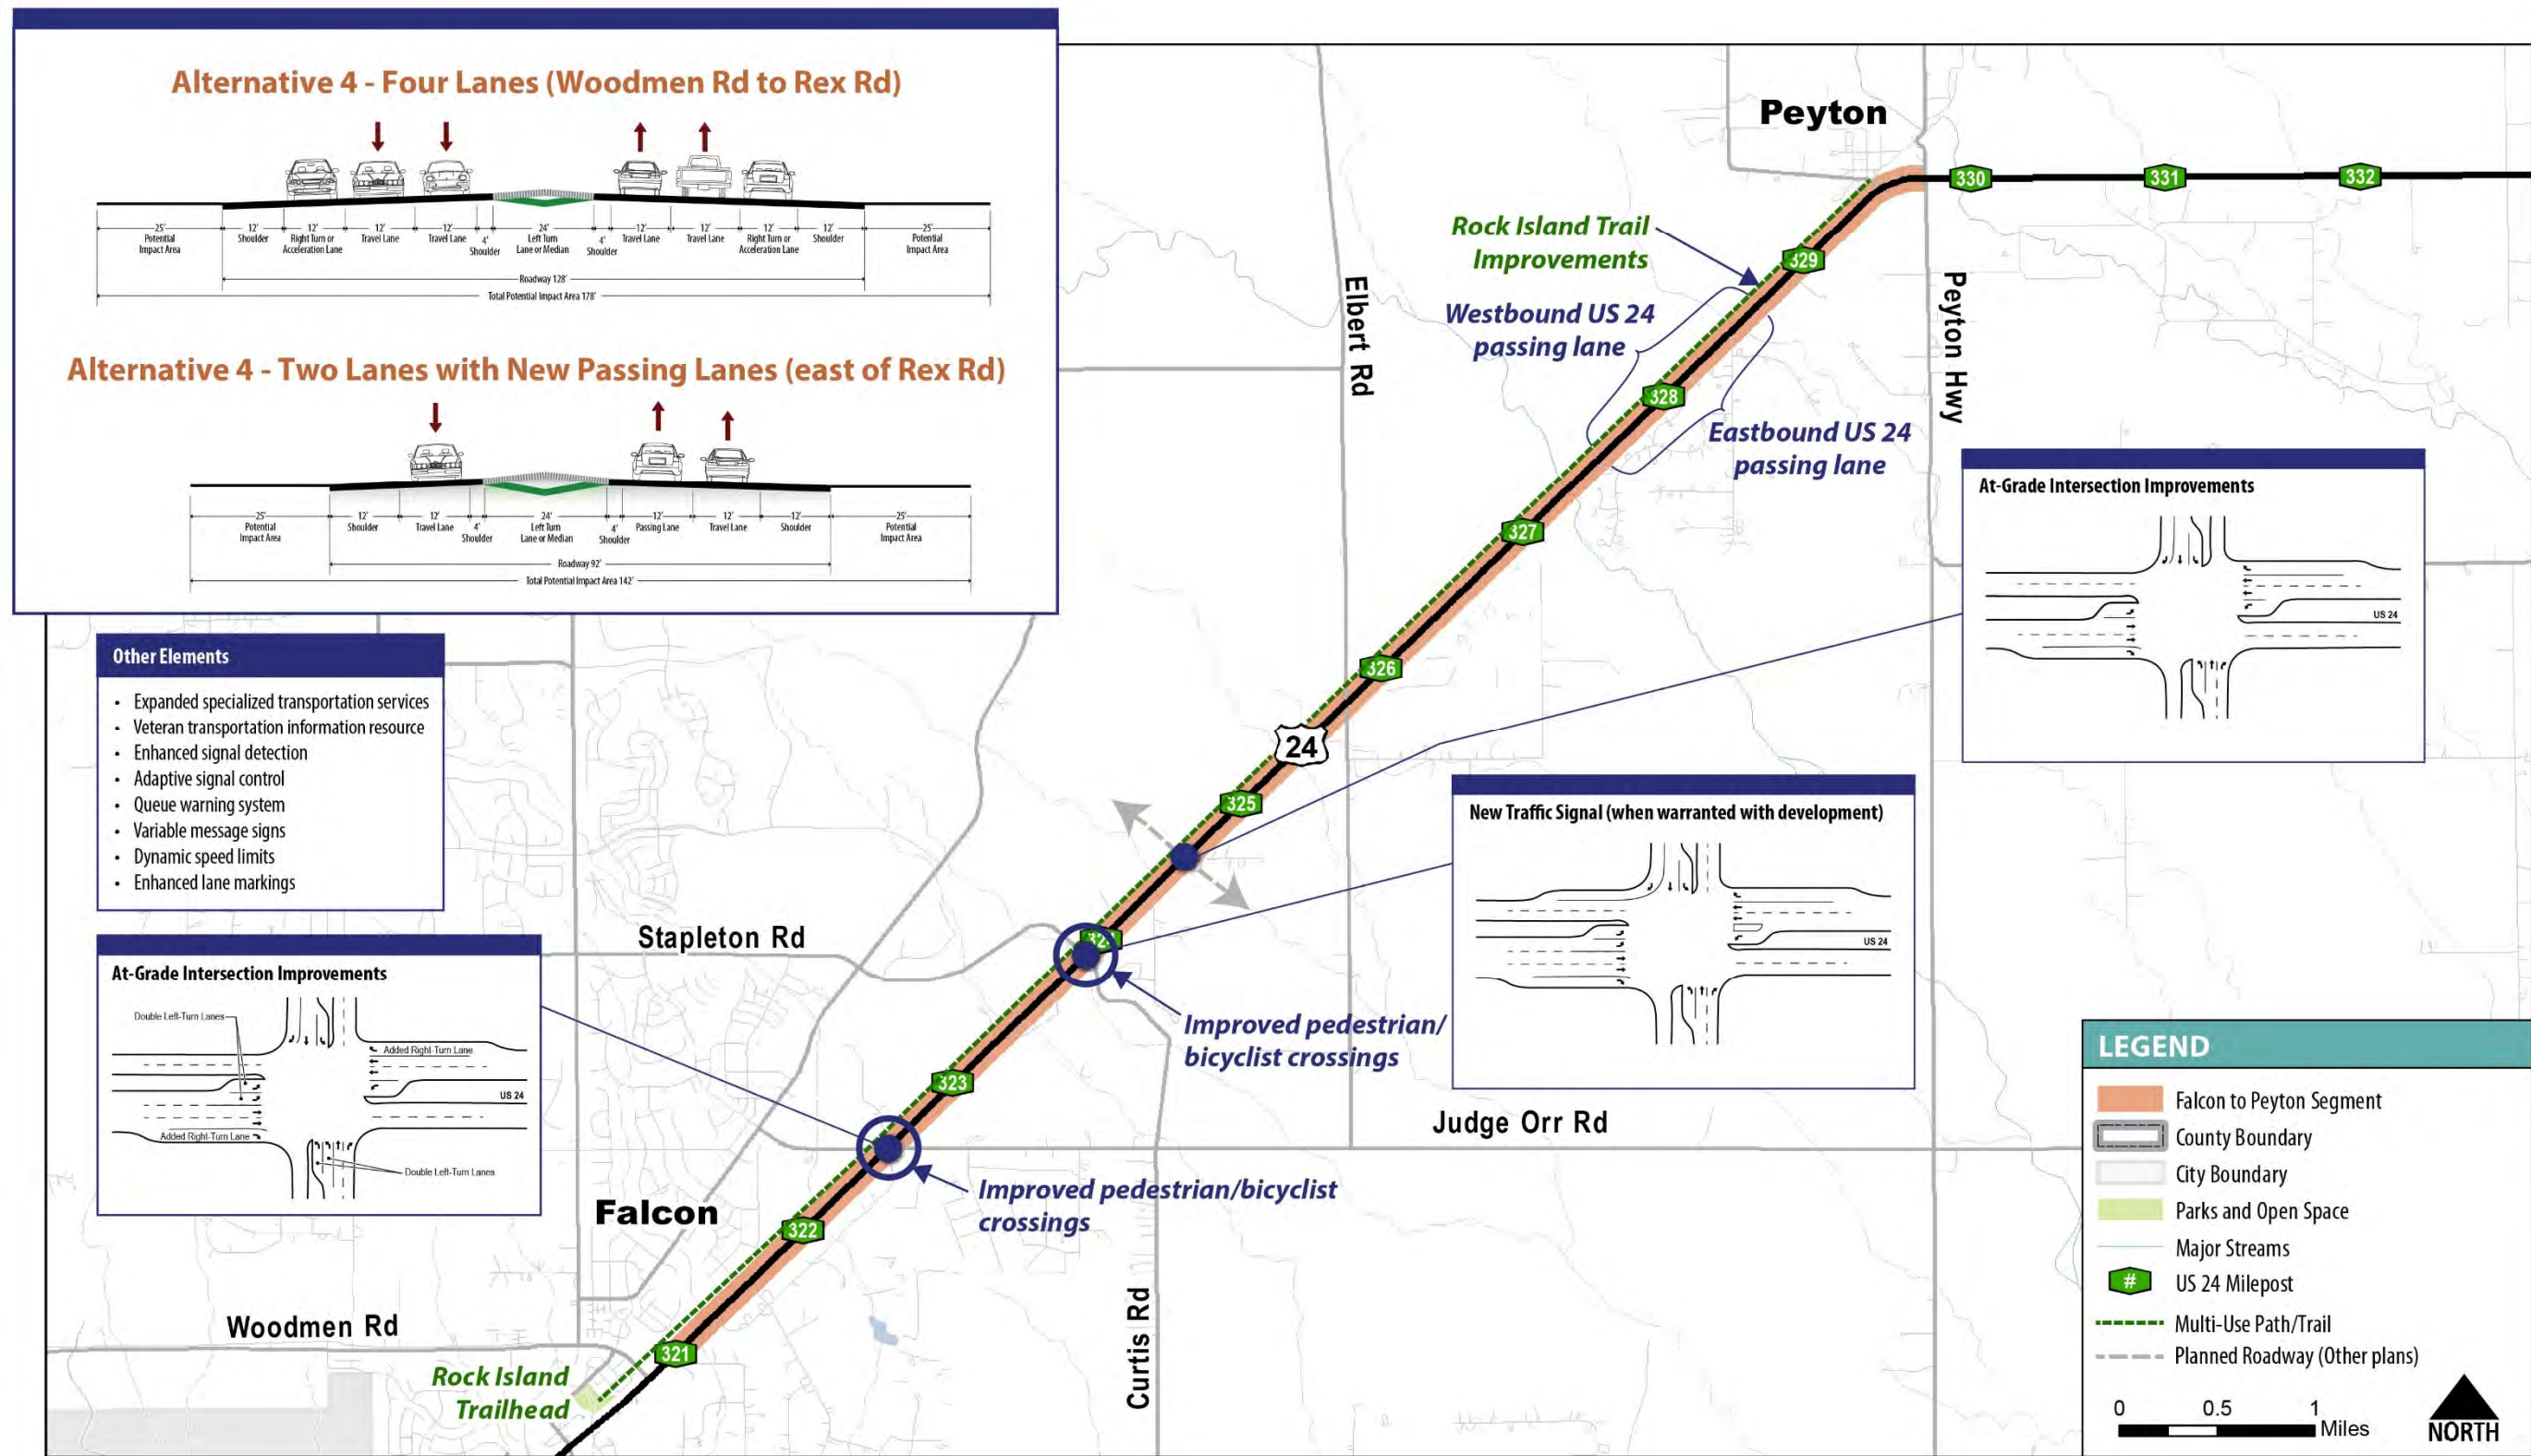 Alternative 4 - Four Lanes (Woodmen Rd to Rex Rd)
25'
Potential
Impact Area
12'
Shoulder
12'
Right Turn or
Acceleration Lane
12'
Travel Lane
12'
Travel Lane
4'
Shoulder
24'
Left Turn
Lane or Median
4'
Shoulder
12'
Travel Lane
12'
Travel Lane
12'
Right Turn or
Acceleration Lane
12'
Shoulder
25'
Potential
Impact Area
Roadway 128'
Total Potential Impact Area 178'
Alternative 4 - Two Lanes with New Passing Lanes (east of Rex Rd)
25'
Potential
Impact Area
12'
Shoulder
12'
Travel Lane
4'
Shoulder
24'
Left Turn
Lane or Median
4'
Shoulder
12'
Passing Lane
12'
Travel Lane
12'
Shoulder
25'
Potential
Impact Area
Roadway 92'
Total Potential Impact Area 142'
Peyton
330
331
332
Rock Island Trail
Improvements
329
Westbound US 24
passing lane
328
Eastbound US 24
passing lane
Elbert Rd
Peyton Hwy
327
326
24
325
324
323
322
321
At-Grade Intersection Improvements
US 24
New Traffic Signal (when warranted with development)
US 24
Other Elements
• Expanded specialized transportation services
• Veteran transportation information resource
• Enhanced signal detection
• Adaptive signal control
• Queue warning system
• Variable message signs
• Dynamic speed limits
• Enhanced lane markings
Stapleton Rd
At-Grade Intersection Improvements
Double Left-Turn Lanes
Added Right-Turn Lane
US 24
Added Right-Turn Lane
Double Left-Turn Lanes
Improved pedestrian/
bicyclist crossings
Judge Orr Rd
Improved pedestrian/bicyclist
crossings
Falcon
Woodmen Rd
Curtis Rd
Rock Island
Trailhead
LEGEND
Falcon to Peyton Segment
County Boundary
City Boundary
Parks and Open Space
Major Streams
# US 24 Milepost
Multi-Use Path/Trail
Planned Roadway (Other plans)
0 0.5 1
Miles
NORTH